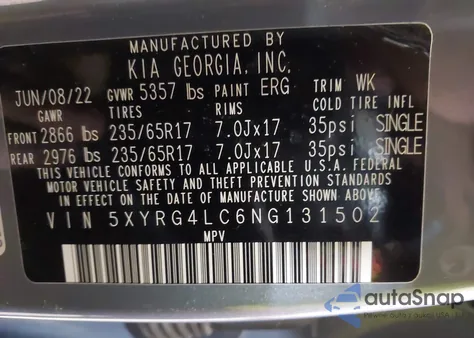 MANUFACTURED BY
KIA GEORGIA, INC.
JUN/08/22 GVWR 5357 lbs PAINT ERG TRIM WK
GAWR TIRES RIMS COLD TIRE INFL
FRONT 2866 lbs 235/65R17 7.0Jx17 35psi SINGLE
REAR 2976 lbs 235/65R17 7.0Jx17 35psi SINGLE
THIS VEHICLE CONFORMS TO ALL APPLICABLE U.S.A. FEDERAL
MOTOR VEHICLE SAFETY AND THEFT PREVENTION STANDARDS
IN EFFECT ON THE DATE OF MANUFACTURE SHOWN ABOVE.
VIN 5XYRG4LC6NG131502
MPV
autaSnap